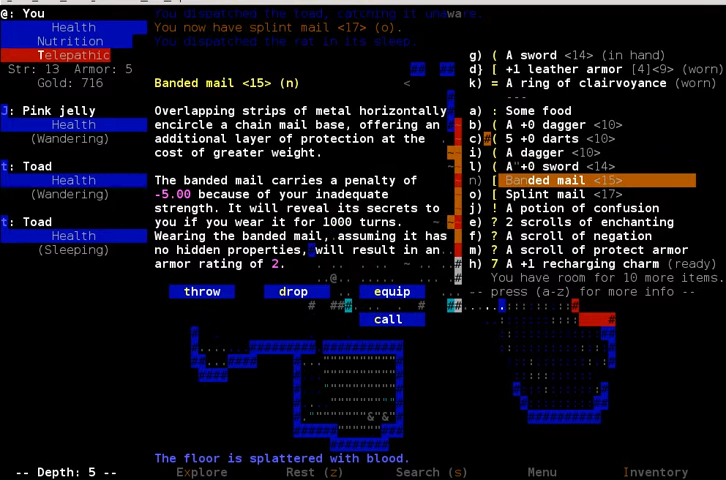 @: You
Health
Nutrition
Telepathic
Str: 13 Armor: 5
Gold: 716
J: Pink jelly
Health
(Wandering)
t: Toad
Health
(Wandering)
t: Toad
Health
(Sleeping)
-- Depth: 5 --
You dispatched the toad, catching it unaware.
You now have splint mail <17> (o).
You dispatched the rat in its sleep.
Banded mail <15> (n)
Overlapping strips of metal horizontally
encircle a chain mail base, offering an
additional layer of protection at the
cost of greater weight.
The banded mail carries a penalty of
-5.00 because of your inadequate
strength. It will reveal its secrets to
you if you wear it for 1000 turns.
Wearing the banded mail, assuming it has
no hidden properties, will result in an
armor rating of 2.
throw drop equip
call
g) ( A sword <14> (in hand)
d} [ +1 leather armor [4]<9> (worn)
k) = A ring of clairvoyance (worn)
---
a) : Some food
b) ( A +0 dagger <10>
c) ( 5 +0 darts <10>
i) ( A dagger <10>
l) ( A +0 sword <14>
n) [ Banded mail <15>
o) [ Splint mail <17>
j) ! A potion of confusion
e) ? 2 scrolls of enchanting
f) ? A scroll of negation
m) ? A scroll of protect armor
h) 7 A +1 recharging charm (ready)
You have room for 10 more items.
-- press (a-z) for more info --
The floor is splattered with blood.
Explore Rest (z) Search (s) Menu Inventory